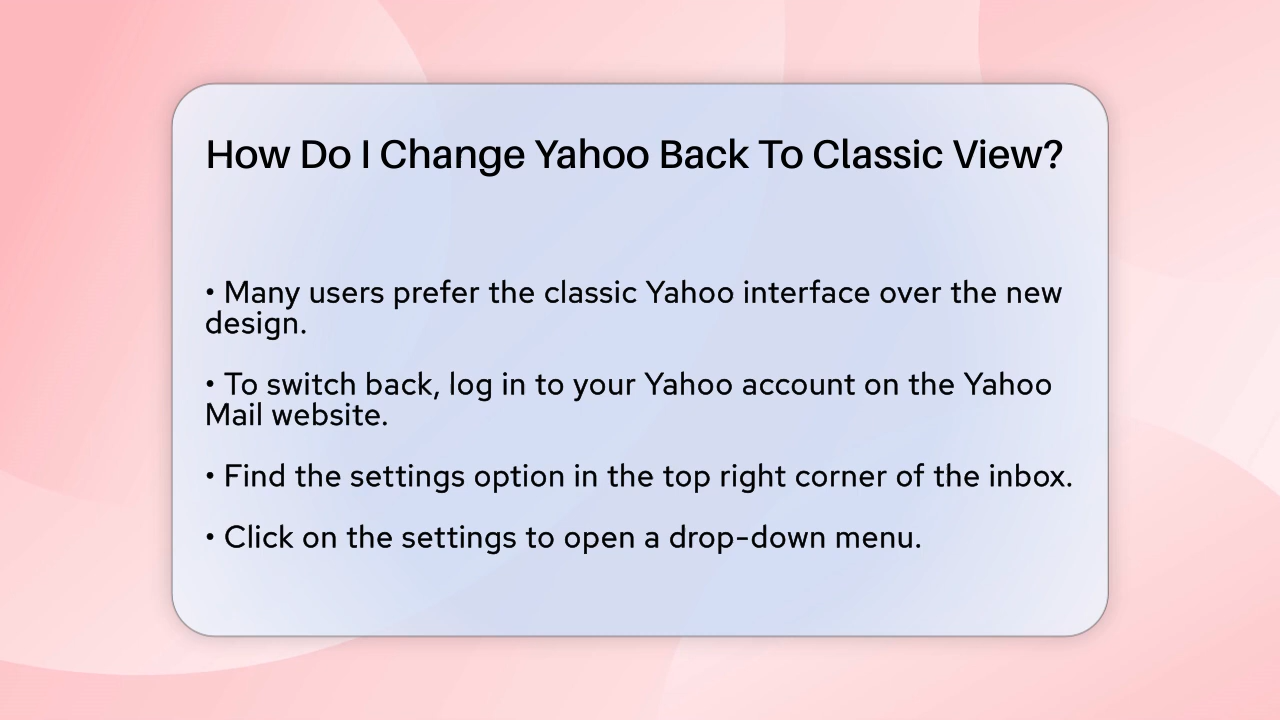 How Do I Change Yahoo Back To Classic View?
• Many users prefer the classic Yahoo interface over the new
design.
• To switch back, log in to your Yahoo account on the Yahoo
Mail website.
• Find the settings option in the top right corner of the inbox.
• Click on the settings to open a drop-down menu.